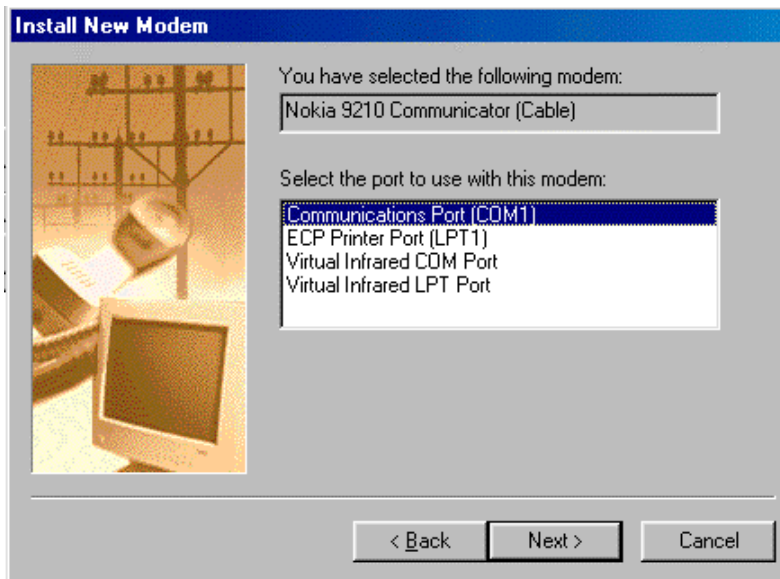 Install New Modem
You have selected the following modem:
Nokia 9210 Communicator (Cable)
Select the port to use with this modem:
Communications Port (COM1)
ECP Printer Port (LPT1)
Virtual Infrared COM Port
Virtual Infrared LPT Port
< Back Next > Cancel